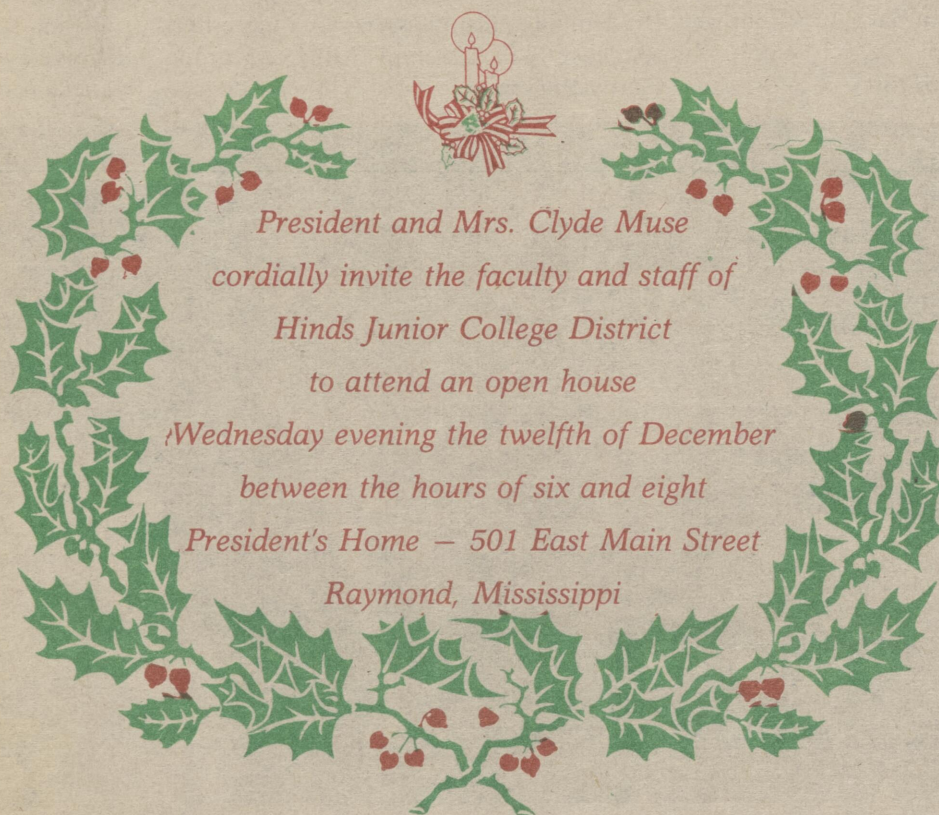 President and Mrs. Clyde Muse
cordially invite the faculty and staff of
Hinds Junior College District
to attend an open house
Wednesday evening the twelfth of December
between the hours of six and eight
President's Home — 501 East Main Street
Raymond, Mississippi